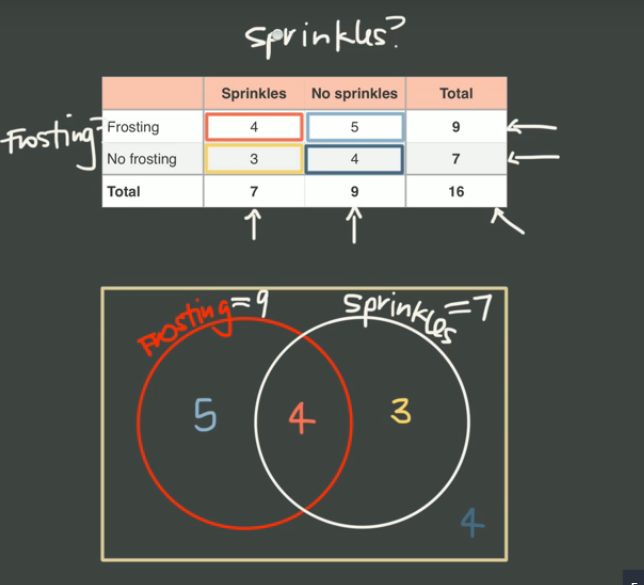 Sprinkles?
Sprinkles No sprinkles Total
Frosting?
Frosting 4 5 9
No frosting 3 4 7
Total 7 9 16
Frosting=9
Sprinkles=7
5 4 3
4